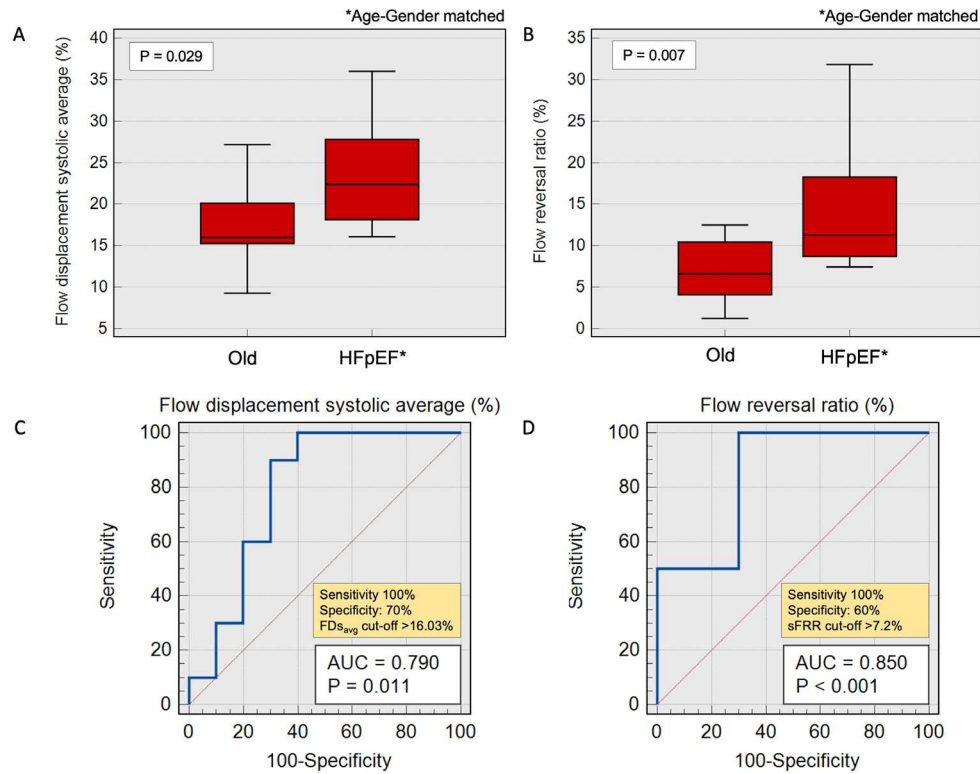 *Age-Gender matched
A
P = 0.029
Flow displacement systolic average (%)
40
35
30
25
20
15
10
5
Old
HFpEF*
*Age-Gender matched
B
P = 0.007
Flow reversal ratio (%)
35
30
25
20
15
10
5
0
Old
HFpEF*
C
Flow displacement systolic average (%)
Sensitivity
100
80
60
40
20
0
Sensitivity 100%
Specificity: 70%
FDsavg cut-off >16.03%
AUC = 0.790
P = 0.011
0 20 40 60 80 100
100-Specificity
D
Flow reversal ratio (%)
Sensitivity
100
80
60
40
20
0
Sensitivity 100%
Specificity: 60%
sFRR cut-off >7.2%
AUC = 0.850
P < 0.001
0 20 40 60 80 100
100-Specificity